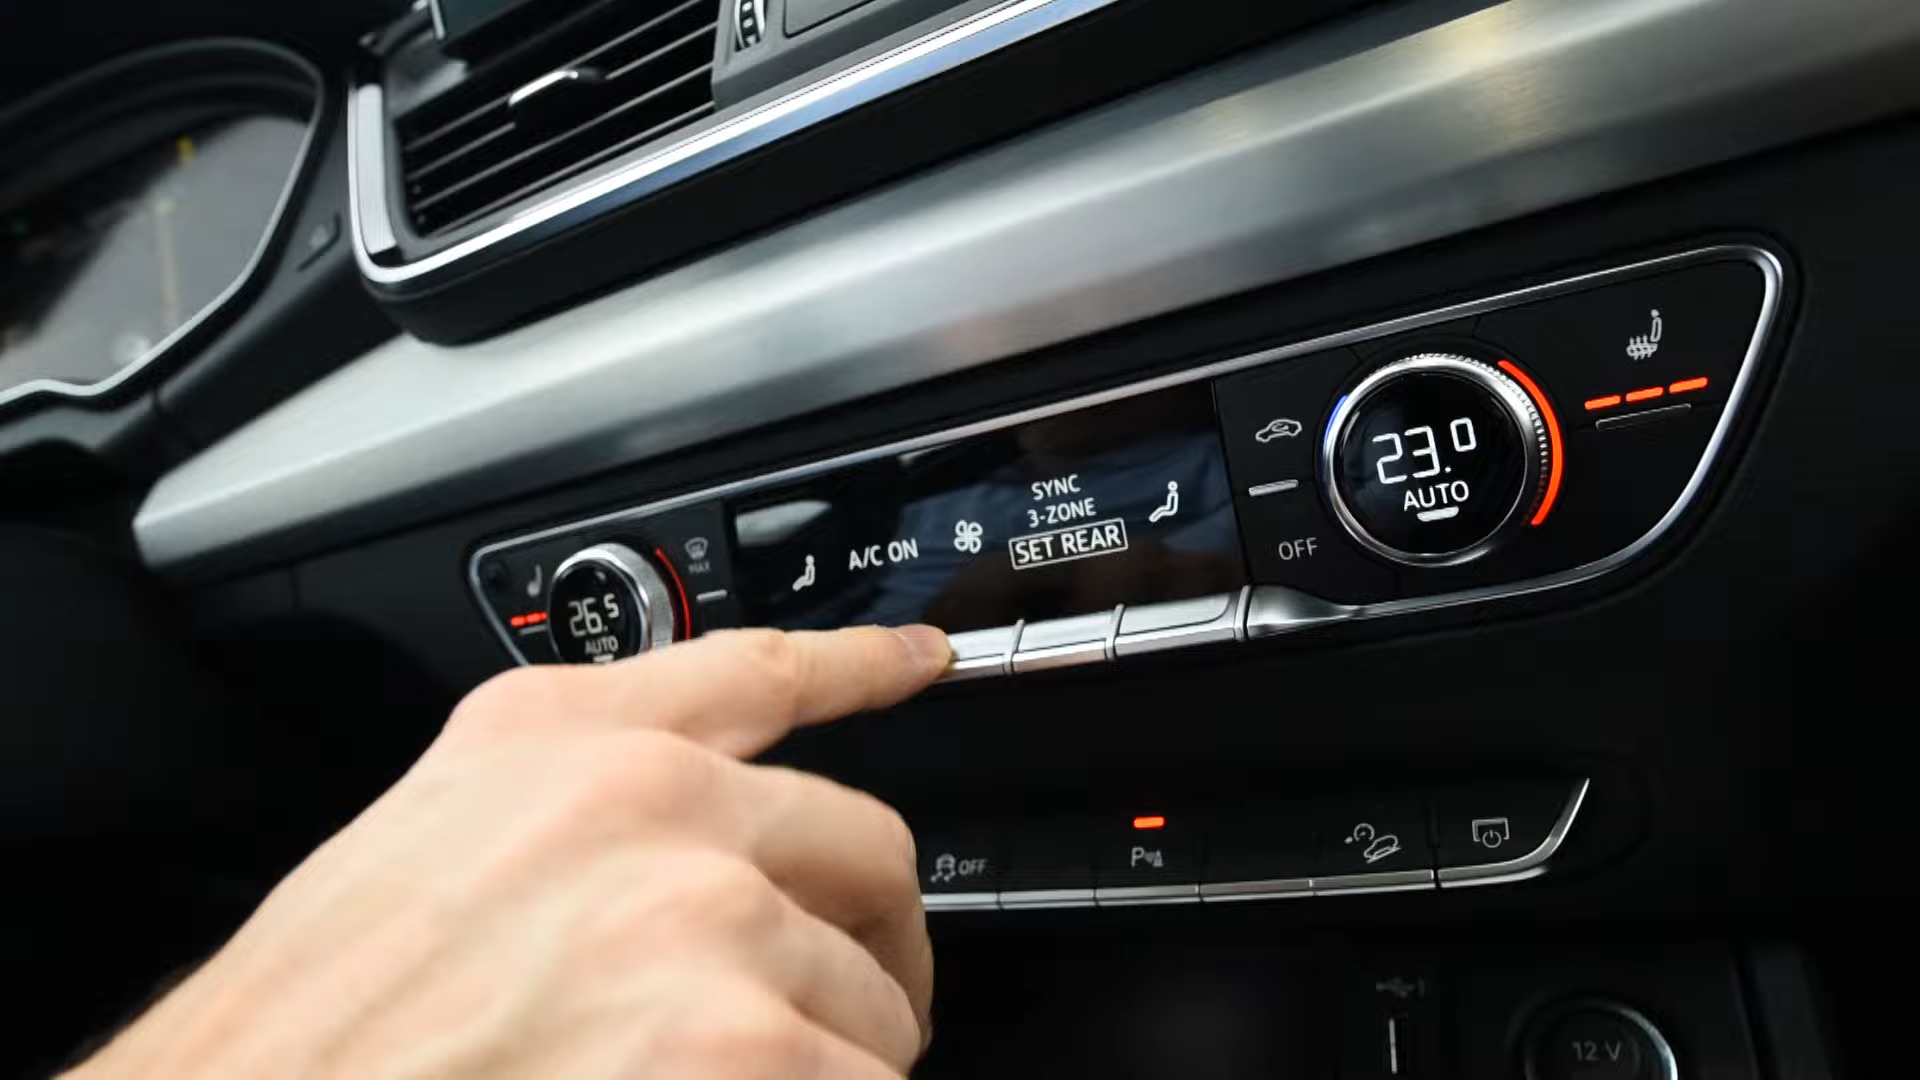 26.5
AUTO
MAX
A/C ON
SYNC
3-ZONE
SET REAR
OFF
23.0
AUTO
OFF
P
12 V